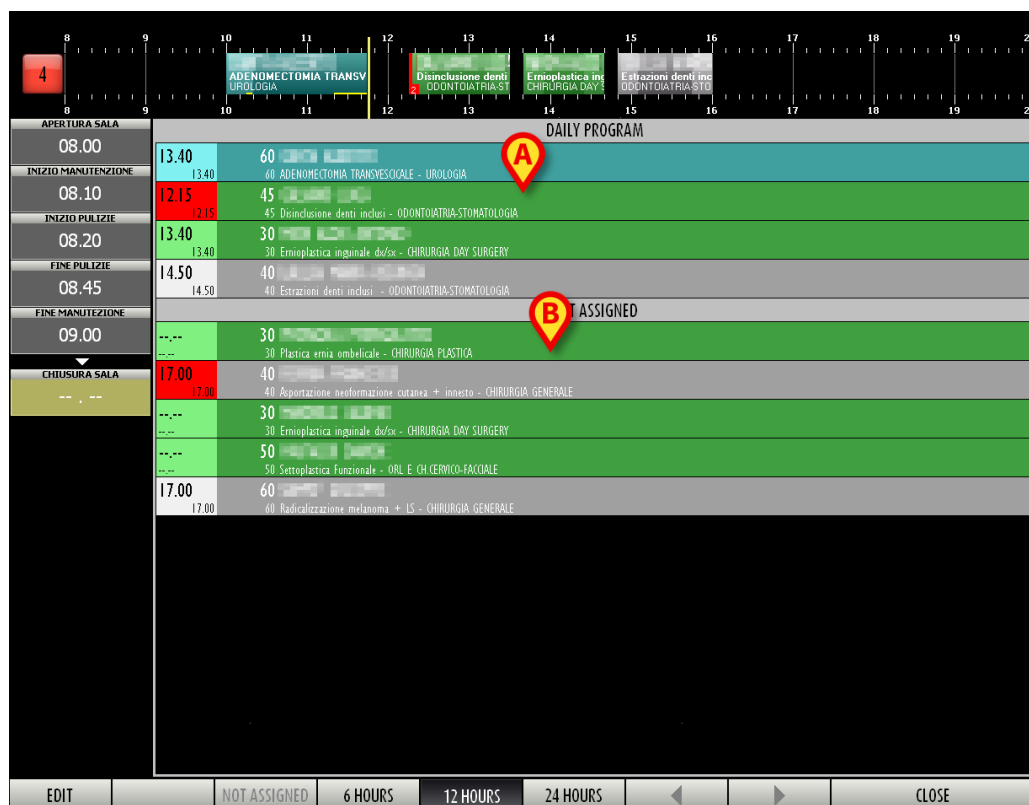 8 9 10 11 12 13 14 15 16 17 18 19 2
4
ADENOMECTOMIA TRANSV
UROLOGIA
2
Disinclusione denti
ODONTOIATRIA-ST
Ernioplastica ing
CHIRURGIA DAY S
Estrazioni denti inc
ODONTOIATRIA-STO
8 9 10 11 12 13 14 15 16 17 18 19 2
APERTURA SALA
08.00
INIZIO MANUTENZIONE
08.10
INIZIO PULIZIE
08.20
FINE PULIZIE
08.45
FINE MANUTEZIONE
09.00
CHIUSURA SALA
-- . --
DAILY PROGRAM
A
13.40 60
13.40 60 ADENOMECTOMIA TRANSVESCICALE - UROLOGIA
12.15 45
12.15 45 Disinclusione denti inclusi - ODONTOIATRIA-STOMATOLOGIA
13.40 30
13.40 30 Ernioplastica inguinale dx/sx - CHIRURGIA DAY SURGERY
14.50 40
14.50 40 Estrazioni denti inclusi - ODONTOIATRIA-STOMATOLOGIA
B
T ASSIGNED
--.-- 30
--.-- 30 Plastica ernia ombelicale - CHIRURGIA PLASTICA
17.00 40
17.00 40 Asportazione neoformazione cutanea + innesto - CHIRURGIA GENERALE
--.-- 30
--.-- 30 Ernioplastica inguinale dx/sx - CHIRURGIA DAY SURGERY
--.-- 50
--.-- 50 Settoplastica Funzionale - ORL E CH.CERVICO-FACCIALE
17.00 60
17.00 60 Radicalizzazione melanoma + LS - CHIRURGIA GENERALE
EDIT NOT ASSIGNED 6 HOURS 12 HOURS 24 HOURS CLOSE